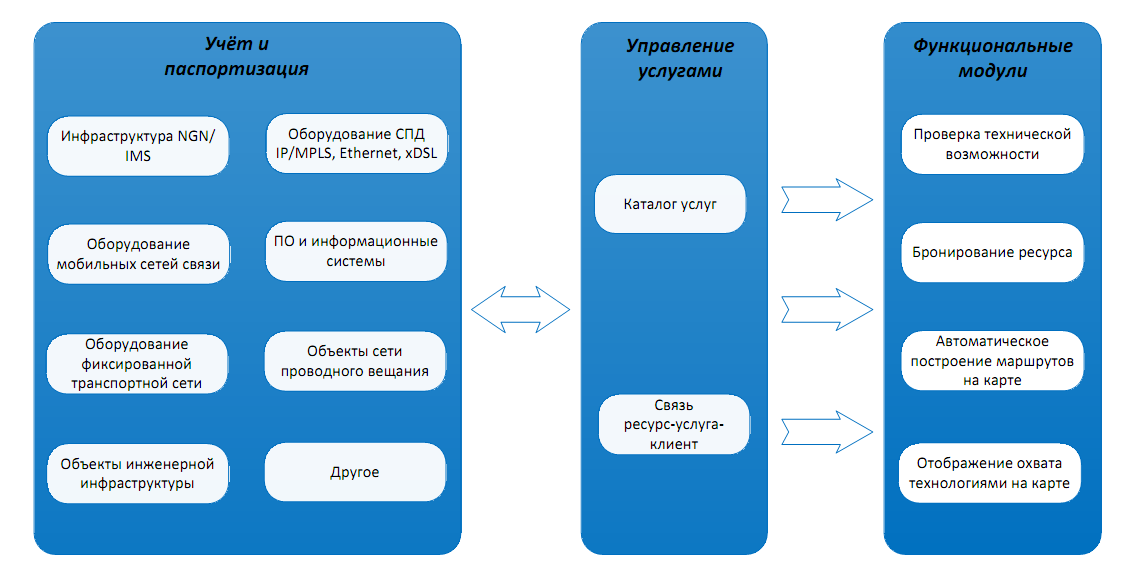 Учёт и
паспортизация
Инфраструктура NGN/
IMS
Оборудование СПД
IP/MPLS, Ethernet, xDSL
Оборудование
мобильных сетей связи
ПО и информационные
системы
Оборудование
фиксированной
транспортной сети
Объекты сети
проводного вещания
Объекты инженерной
инфраструктуры
Другое
Управление
услугами
Каталог услуг
Связь
ресурс-услуга-
клиент
Функциональные
модули
Проверка технической
возможности
Бронирование ресурса
Автоматическое
построение маршрутов
на карте
Отображение охвата
технологиями на карте